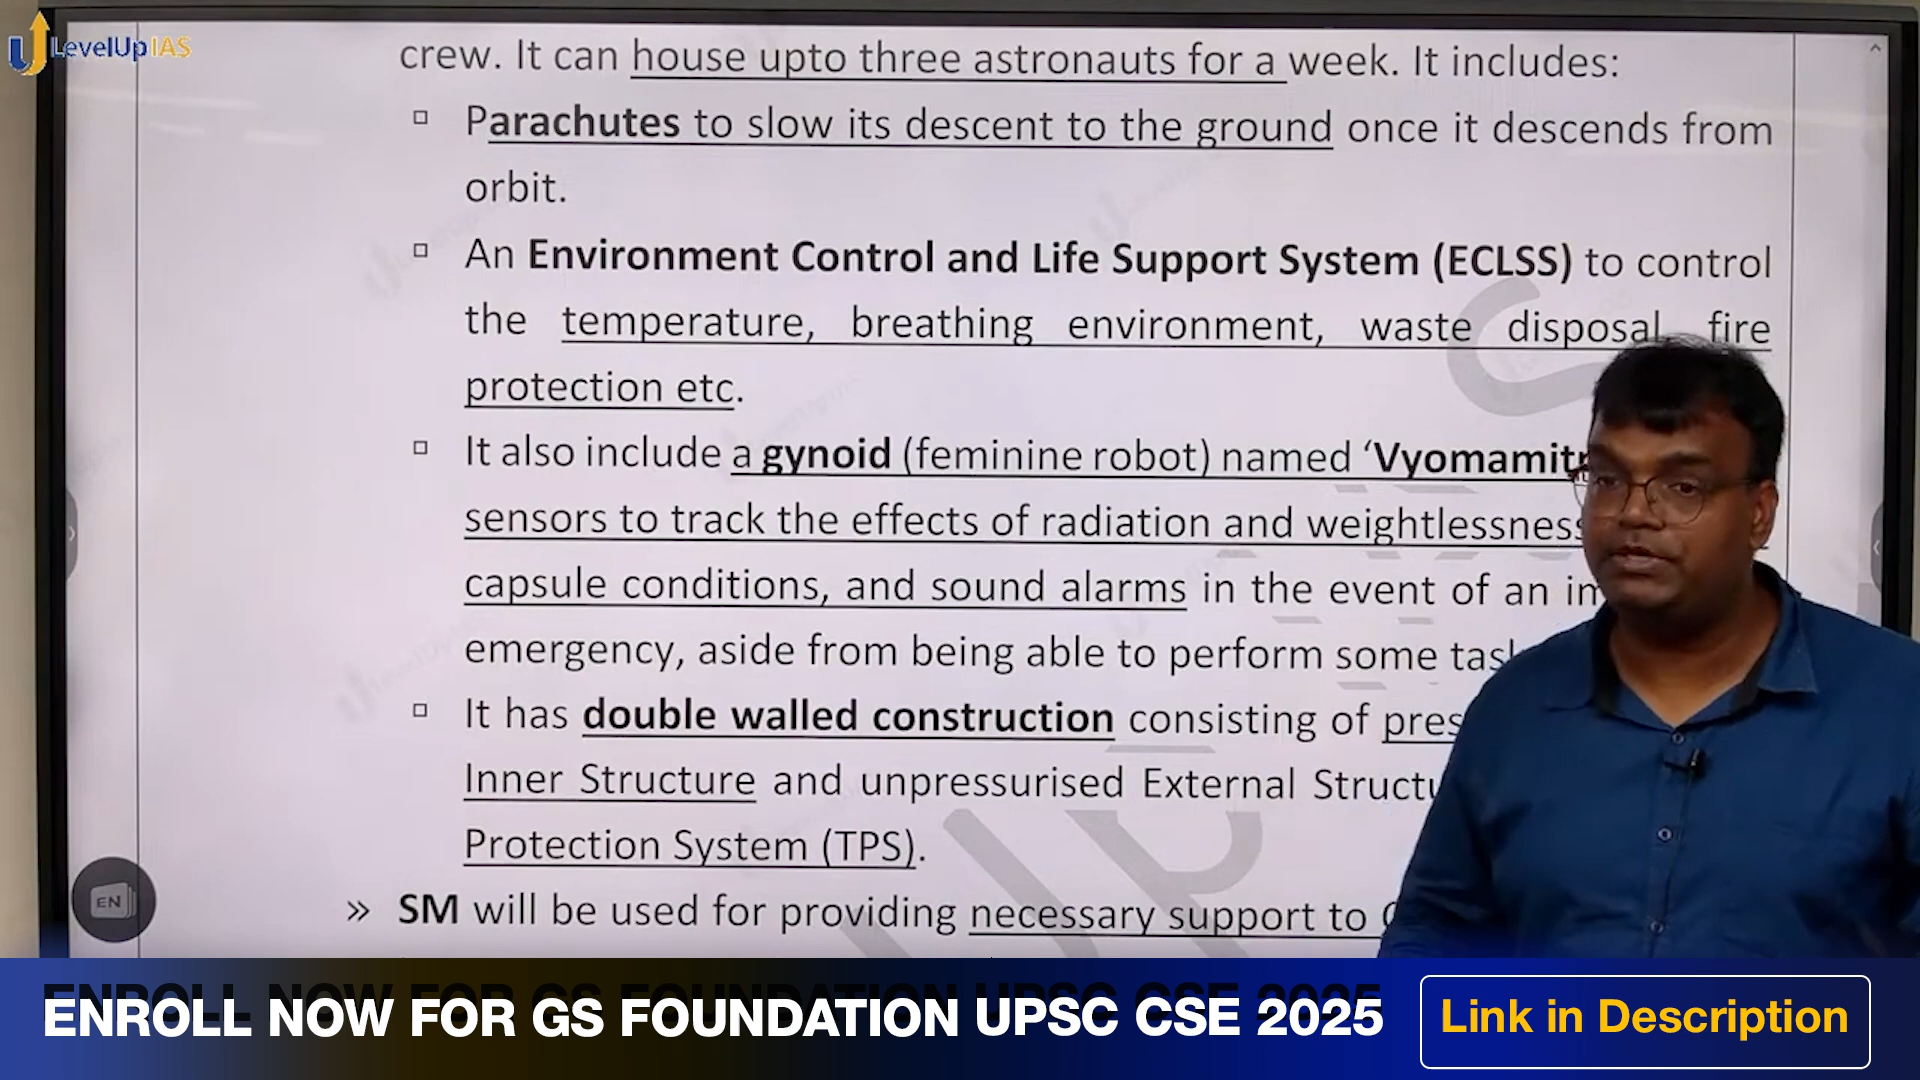 LevelUp IAS
crew. It can house upto three astronauts for a week. It includes:
Parachutes to slow its descent to the ground once it descends from
orbit.
An Environment Control and Life Support System (ECLSS) to control
the temperature, breathing environment, waste disposal, fire
protection etc.
It also include a gynoid (feminine robot) named ‘Vyomamitr
sensors to track the effects of radiation and weightlessness
capsule conditions, and sound alarms in the event of an im
emergency, aside from being able to perform some tas
It has double walled construction consisting of pres
Inner Structure and unpressurised External Structu
Protection System (TPS).
» SM will be used for providing necessary support to
EN
ENROLL NOW FOR GS FOUNDATION UPSC CSE 2025
Link in Description